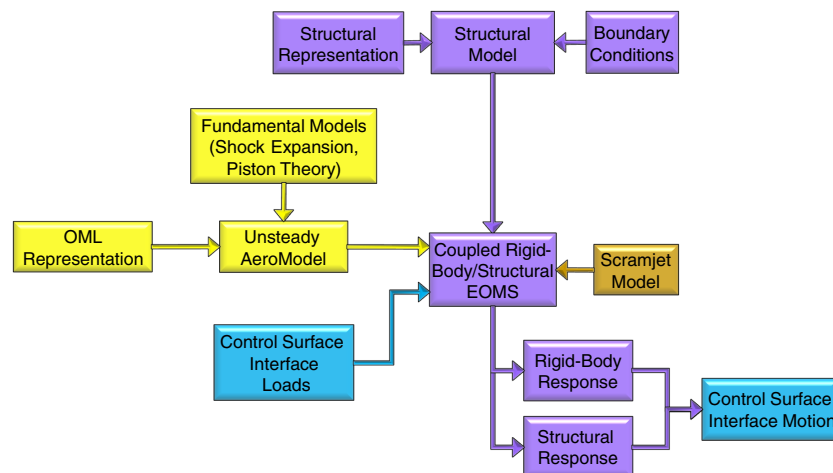 Structural
Representation
Structural
Model
Boundary
Conditions
Fundamental Models
(Shock Expansion,
Piston Theory)
OML
Representation
Unsteady
AeroModel
Coupled Rigid-
Body/Structural
EOMS
Scramjet
Model
Control Surface
Interface
Loads
Rigid-Body
Response
Control Surface
Interface Motion
Structural
Response